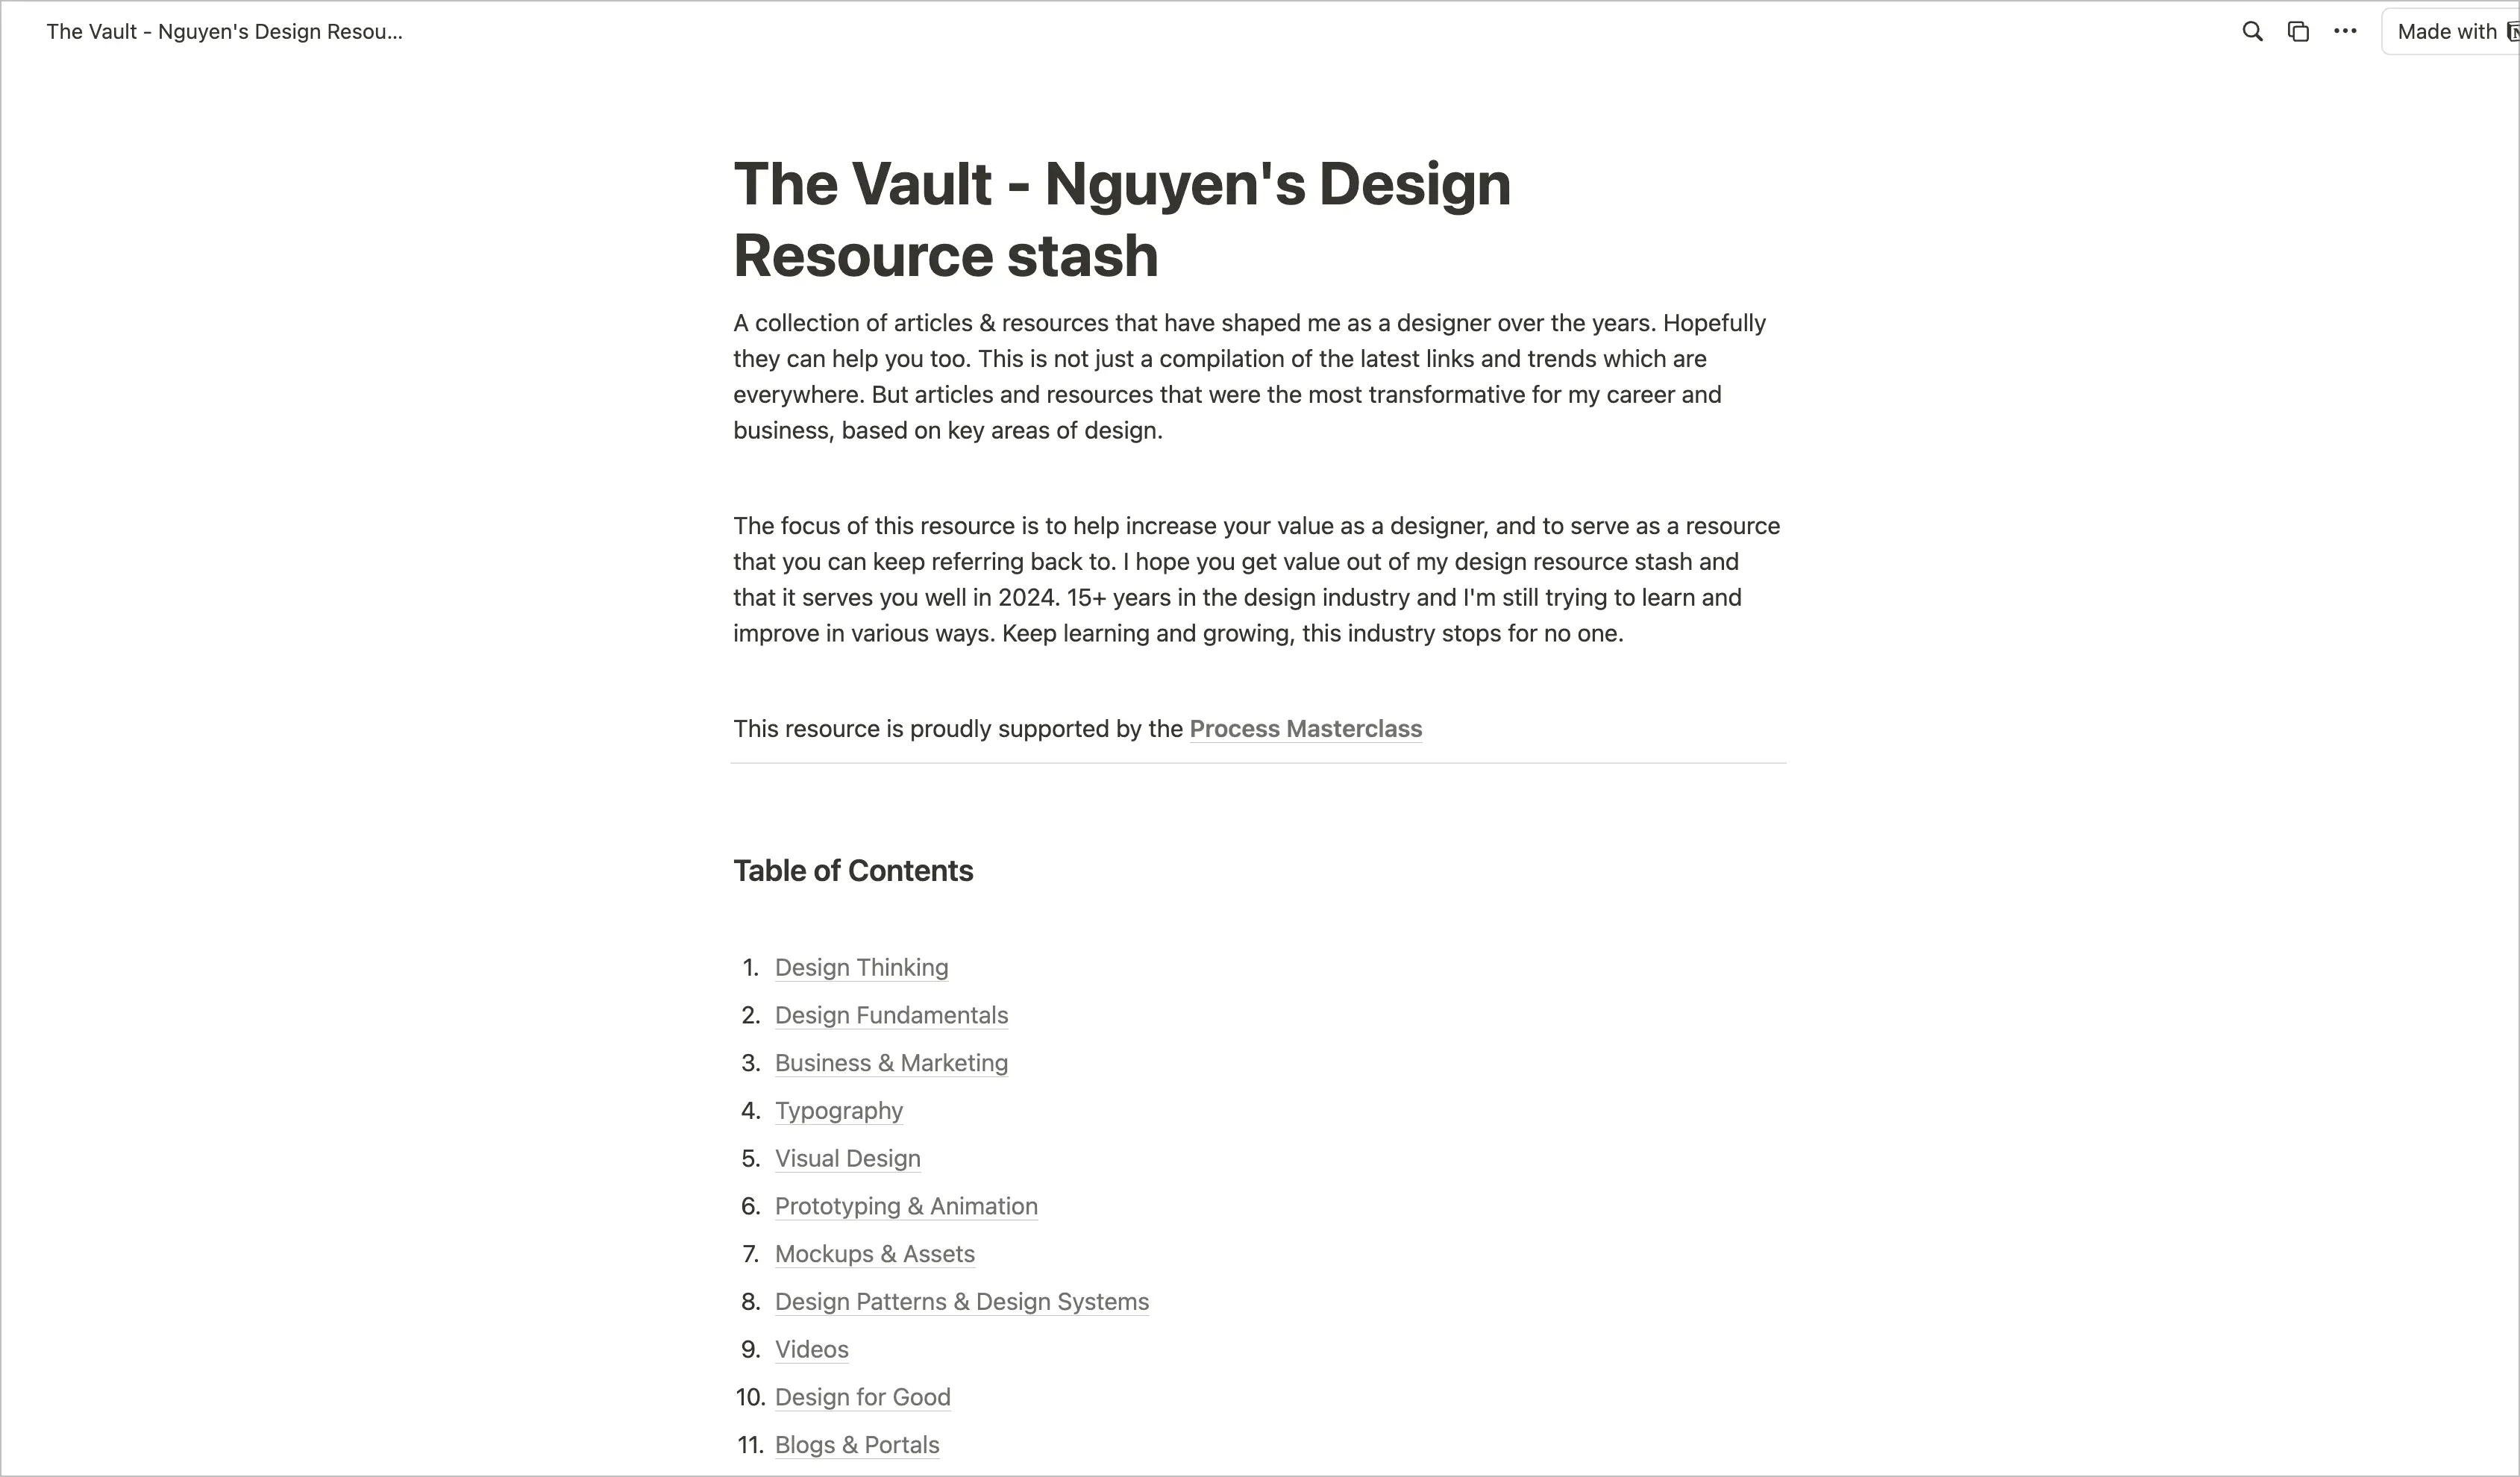 The Vault - Nguyen's Design Resou...
Made with
The Vault - Nguyen's Design
Resource stash
A collection of articles & resources that have shaped me as a designer over the years. Hopefully
they can help you too. This is not just a compilation of the latest links and trends which are
everywhere. But articles and resources that were the most transformative for my career and
business, based on key areas of design.
The focus of this resource is to help increase your value as a designer, and to serve as a resource
that you can keep referring back to. I hope you get value out of my design resource stash and
that it serves you well in 2024. 15+ years in the design industry and I'm still trying to learn and
improve in various ways. Keep learning and growing, this industry stops for no one.
This resource is proudly supported by the Process Masterclass
Table of Contents
1. Design Thinking
2. Design Fundamentals
3. Business & Marketing
4. Typography
5. Visual Design
6. Prototyping & Animation
7. Mockups & Assets
8. Design Patterns & Design Systems
9. Videos
10. Design for Good
11. Blogs & Portals